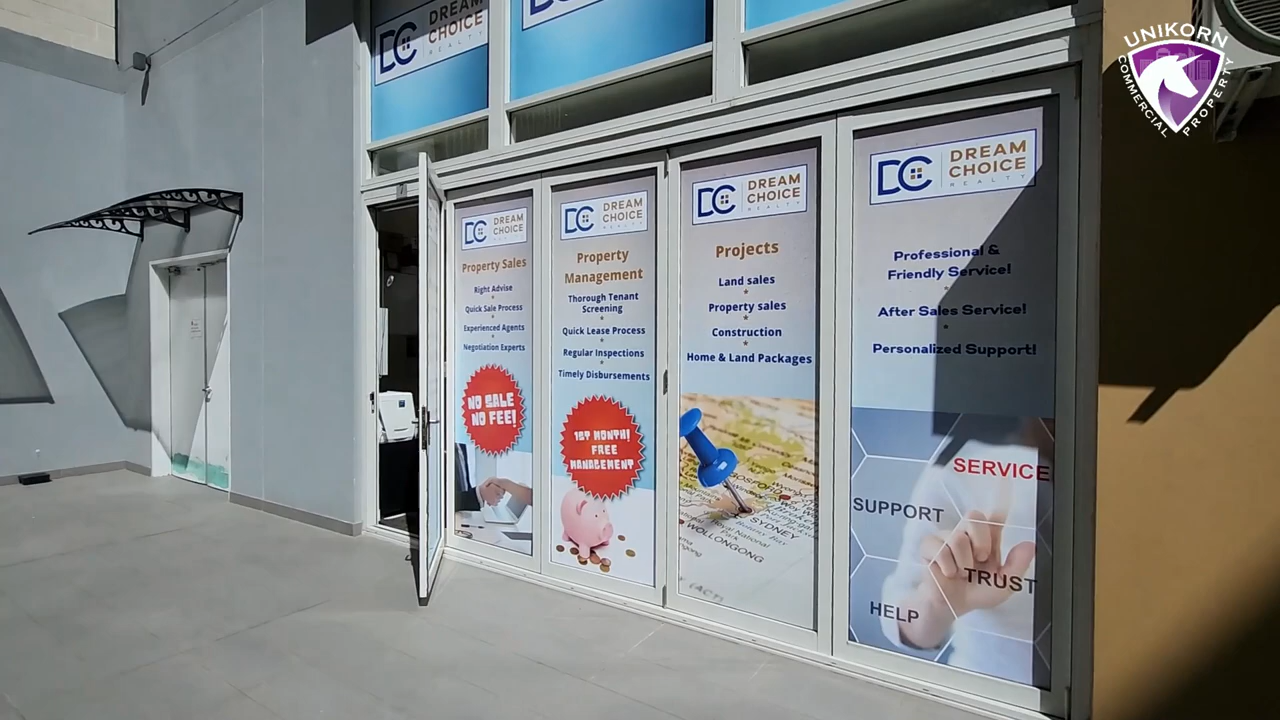 DREAM
DC
CHOICE
REALTY
DC DREAM
CHOICE
REALTY
Property Sales
Right Advise
*
Quick Sale Process
*
Experienced Agents
*
Negotiation Experts
NO SALE
NO FEE!
DC DREAM
CHOICE
REALTY
Property
Management
Thorough Tenant
Screening
*
Quick Lease Process
*
Regular Inspections
*
Timely Disbursements
1ST MONTH!
FREE
MANAGEMENT
DC DREAM
CHOICE
REALTY
Projects
Land sales
*
Property sales
*
Construction
*
Home & Land Packages
SYDNEY
WOLLONGONG
(ACT)
DC DREAM
CHOICE
REALTY
Professional &
Friendly Service!
*
After Sales Service!
*
Personalized Support!
SERVICE
SUPPORT
TRUST
HELP
UNIKORN
COMMERCIAL PROPERTY